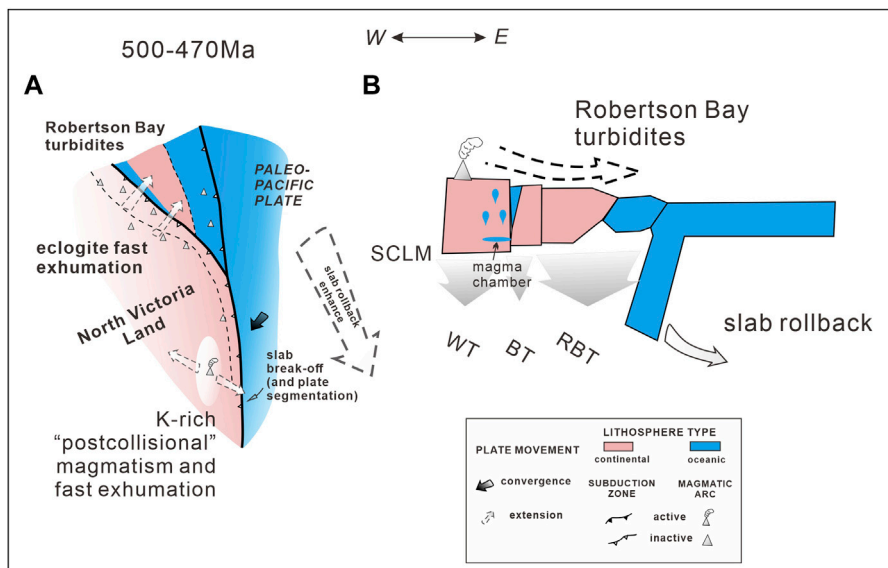 500-470Ma
W
E
A
Robertson Bay
turbidites
PALEO-
PACIFIC
PLATE
eclogite fast
exhumation
North Victoria
Land
slab rollback
enhance
slab
break-off
(and plate
segmentation)
K-rich
“postcollisional”
magmatism and
fast exhumation
B
Robertson Bay
turbidites
SCLM
magma
chamber
WT
BT
RBT
slab rollback
LITHOSPHERE TYPE
PLATE MOVEMENT
continental
oceanic
convergence
SUBDUCTION
ZONE
MAGMATIC
ARC
extension
active
inactive